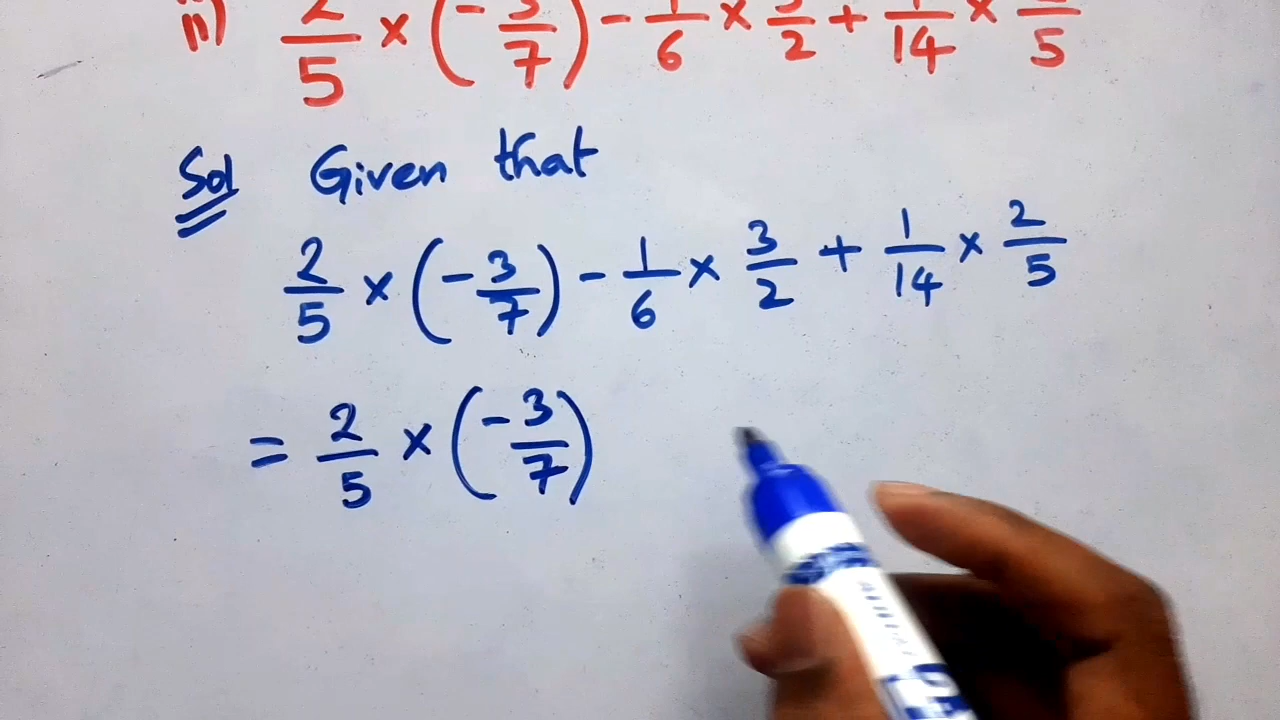 ii) 2/5 × (-3/7) - 1/6 × 3/2 + 1/14 × 2/5
Sol Given that
2/5 × (-3/7) - 1/6 × 3/2 + 1/14 × 2/5
= 2/5 × (-3/7)